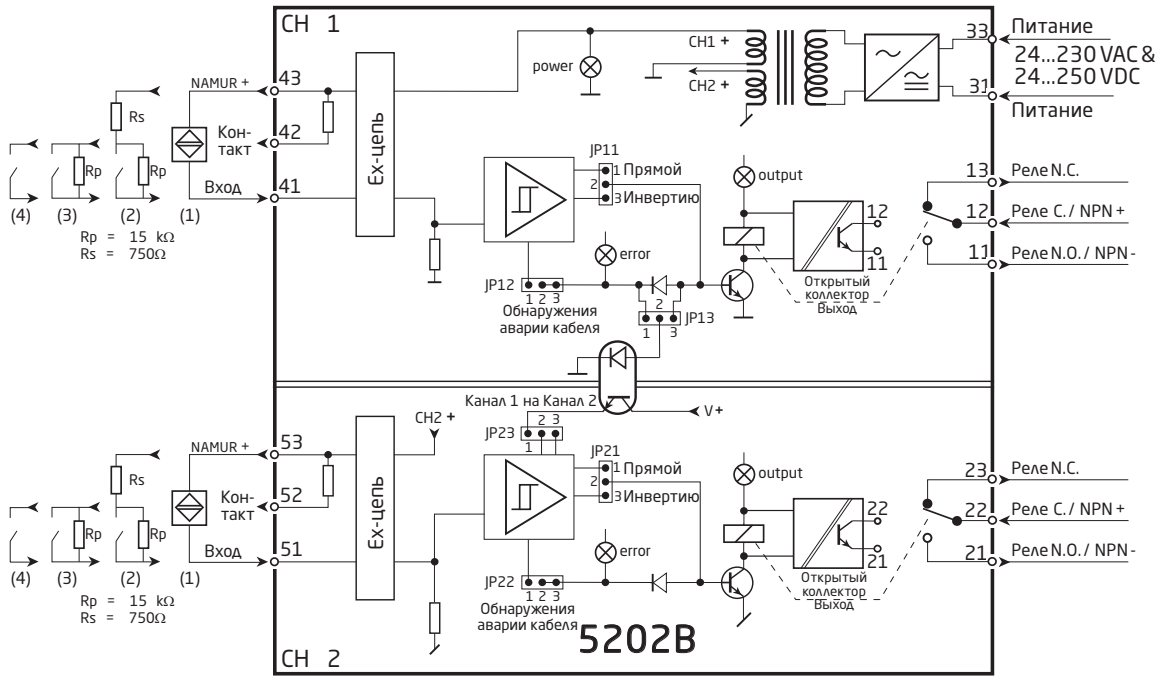 CH 1
33
Питание
24...230 VAC &
24...250 VDC
31
Питание
CH1 +
CH2 +
power
NAMUR +
43
Кон-
такт
42
Вход
41
Rs
Rp
Rp
(4)
(3)
(2)
(1)
Rp = 15 kΩ
Rs = 750Ω
Ex-цепь
JP11
1 Прямой
2
3 Инвертию
error
JP12
1 2 3
Обнаружения
аварии кабеля
2
JP13
1
3
output
12
11
Открытый
коллектор
Выход
13
Реле N.C.
12
Реле C. / NPN +
11
Реле N.O. / NPN -
Канал 1 на Канал 2
V+
CH2 +
JP23
2 3
1
NAMUR +
53
Кон-
такт
52
Вход
51
Rs
Rp
Rp
(4)
(3)
(2)
(1)
Rp = 15 kΩ
Rs = 750Ω
Ex-цепь
JP21
1 Прямой
2
3 Инвертию
error
JP22
1 2 3
Обнаружения
аварии кабеля
output
22
21
Открытый
коллектор
Выход
23
Реле N.C.
22
Реле C. / NPN +
21
Реле N.O. / NPN -
5202B
CH 2